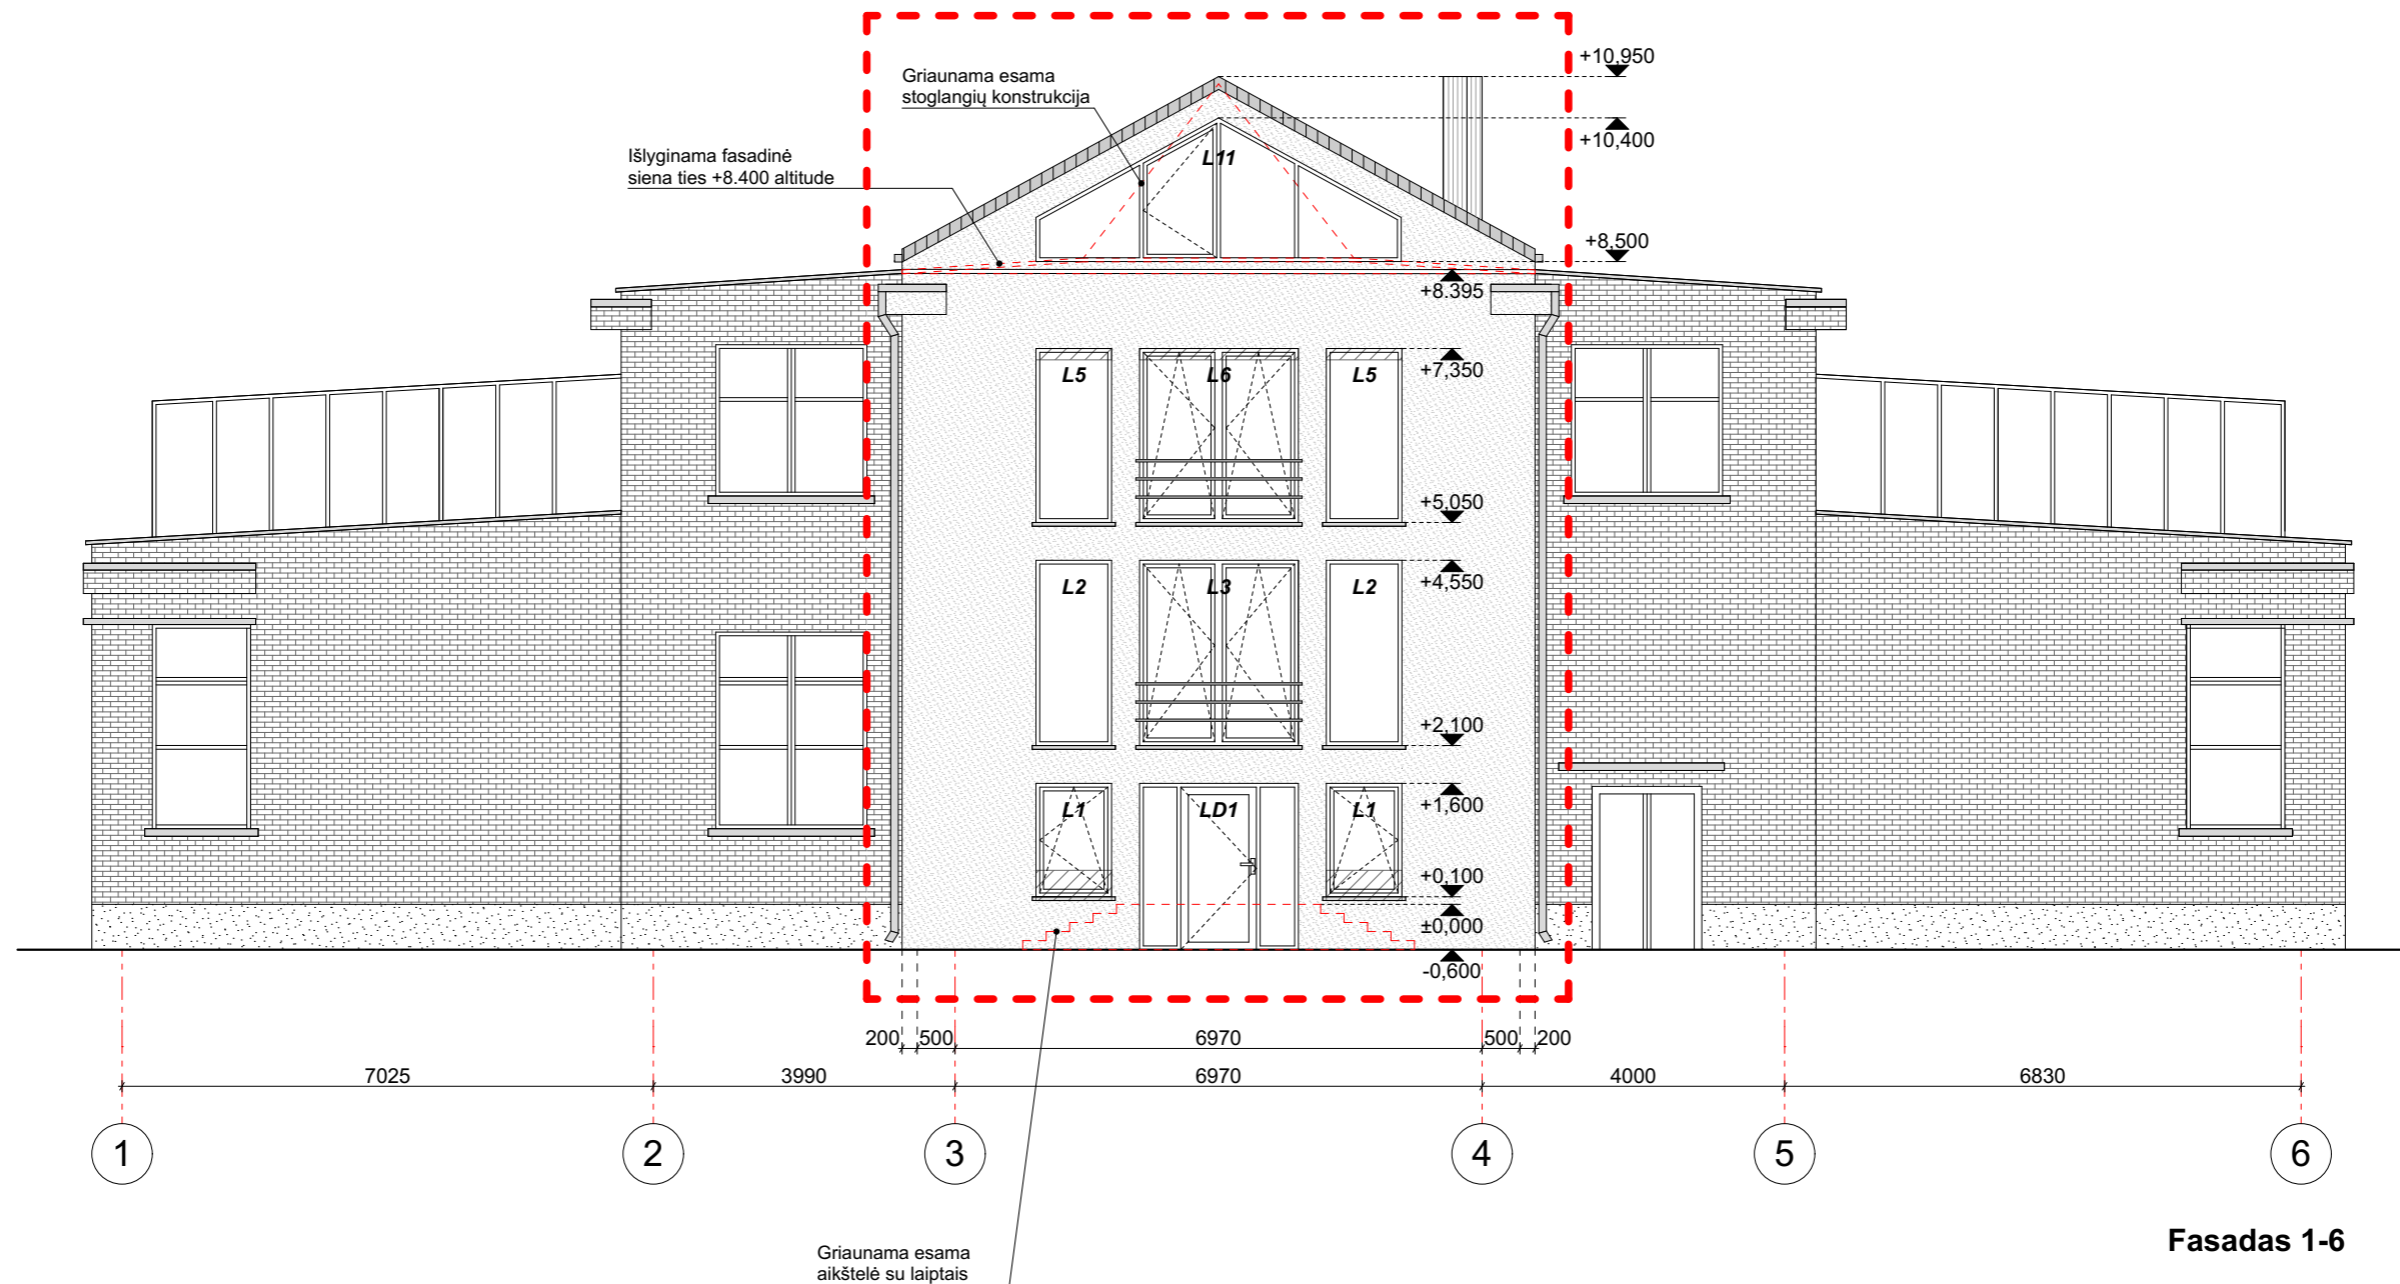 +10,950
Griaunama esama
stoglangių konstrukcija
+10,400
Išlyginama fasadinė
siena ties +8.400 altitude
L11
+8,500
+8.395
L5
L6
L5
+7,350
+5,050
L2
L3
L2
+4,550
+2,100
L1
LD1
L1
+1,600
+0,100
±0,000
-0,600
200
500
6970
500
200
7025
3990
6970
4000
6830
1
2
3
4
5
6
Fasadas 1-6
Griaunama esama
aikštelė su laiptais